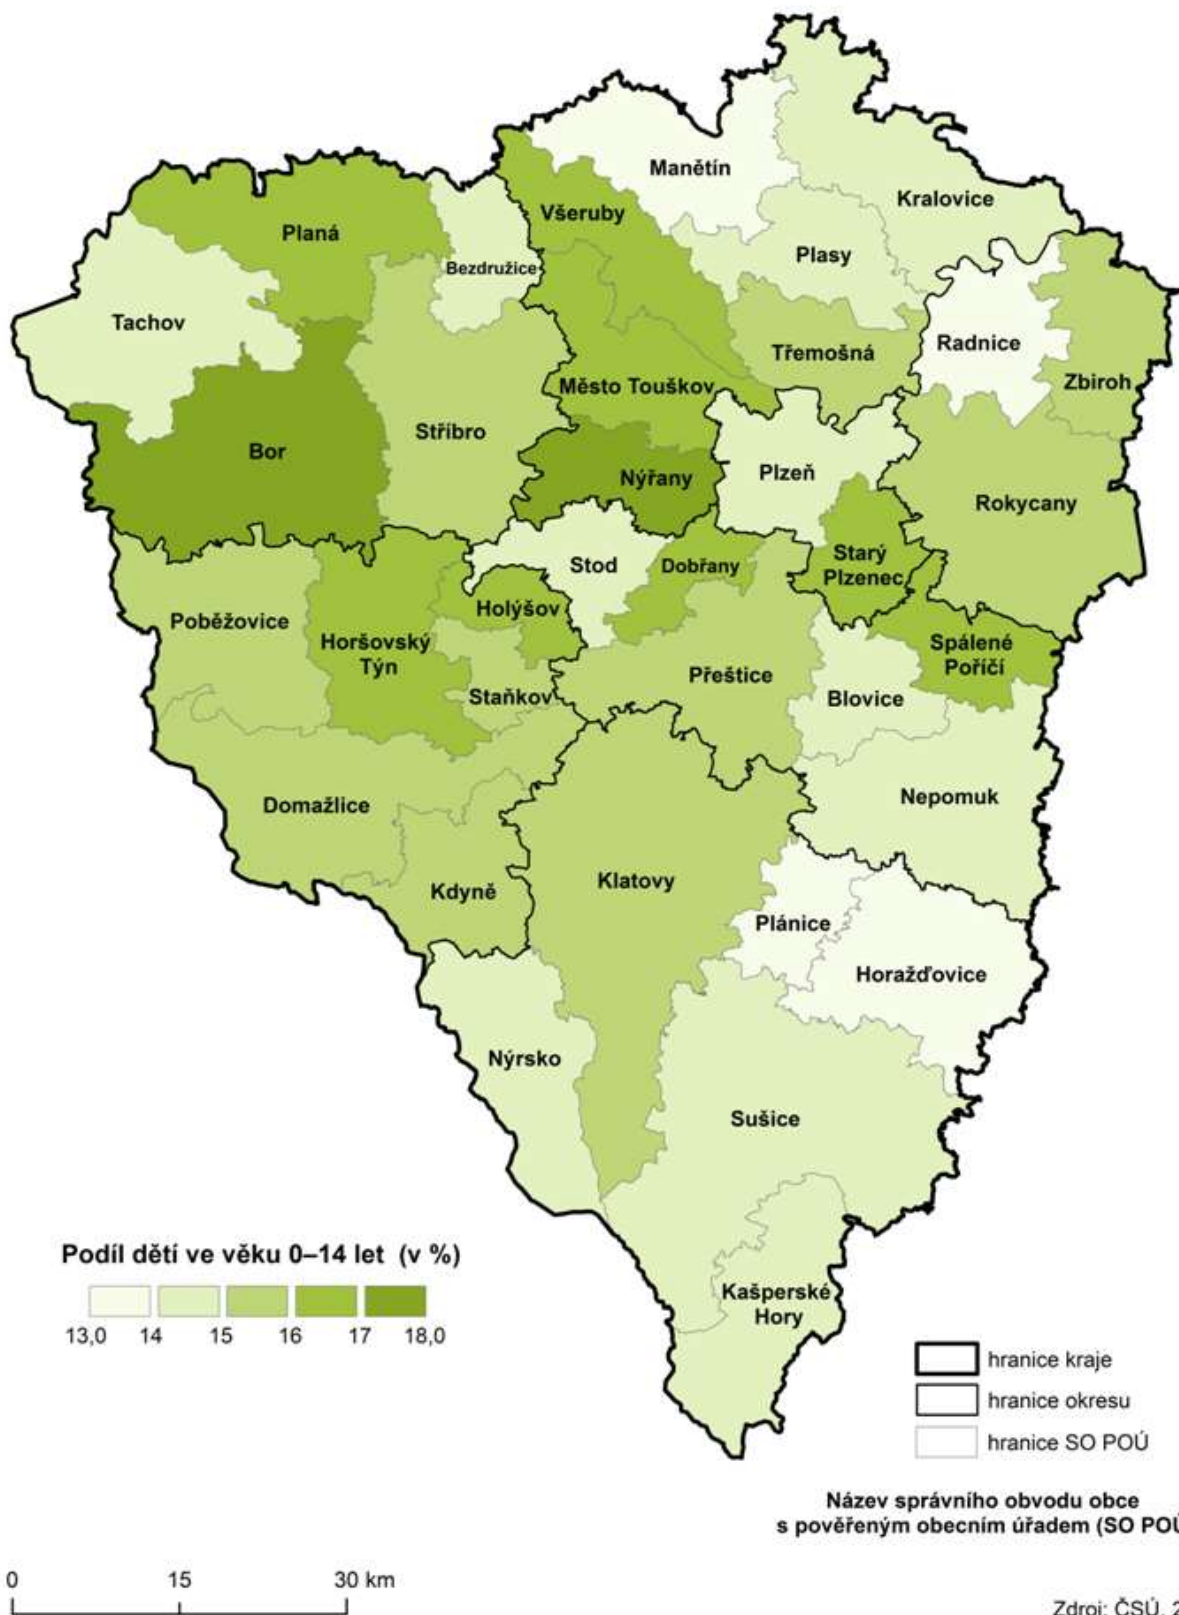 Manětín
Kralovice
Všeruby
Planá
Plasy
Bezdružice
Tachov
Radnice
Třemošná
Zbiroh
Město Touškov
Stříbro
Bor
Plzeň
Nýřany
Rokycany
Starý
Plzenec
Stod
Dobřany
Holýšov
Poběžovice
Horšovský
Týn
Spálené
Poříčí
Přeštice
Staňkov
Blovice
Nepomuk
Domažlice
Klatovy
Kdyně
Plánice
Horažďovice
Nýrsko
Sušice
Kašperské
Hory
Podíl dětí ve věku 0–14 let (v %)
13,0 14 15 16 17 18,0
hranice kraje
hranice okresu
hranice SO POÚ
Název správního obvodu obce
s pověřeným obecním úřadem (SO POÚ
0 15 30 km
Zdroj: ČSÚ, 2